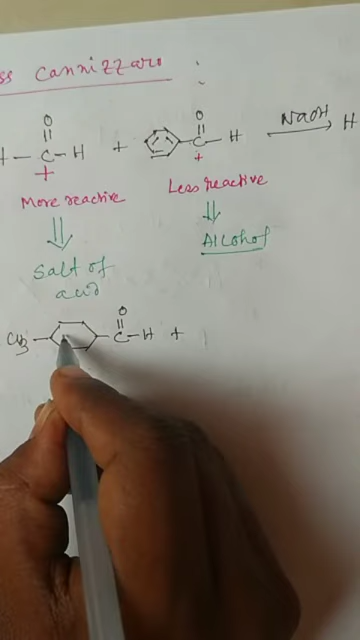 ss Cannizzaro :
O O
H - C - H + C - H NaOH H
+ +
More reactive Less reactive
Salt of acid Alcohol
O
CH3 C - H +